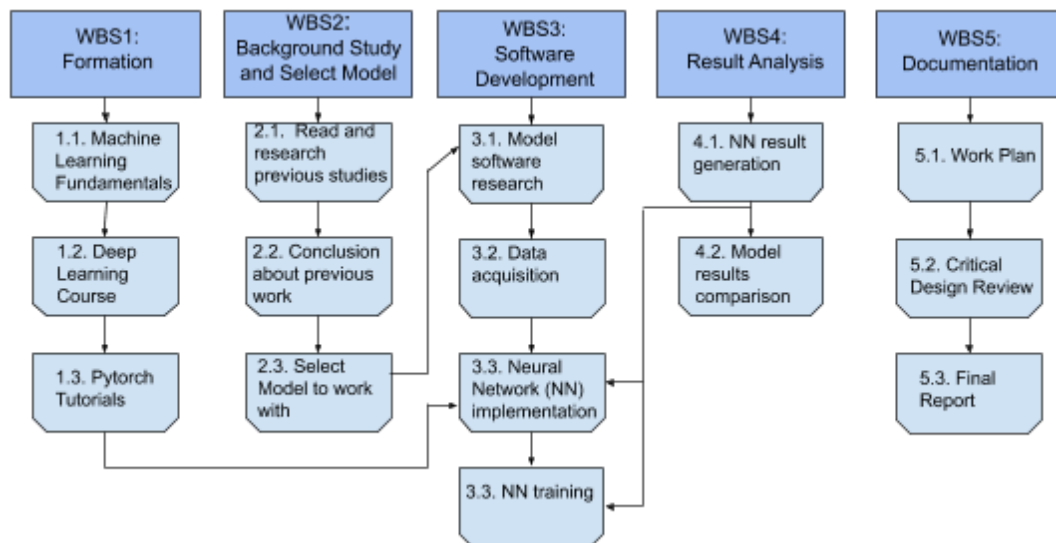 WBS1:
Formation
WBS2:
Background Study
and Select Model
WBS3:
Software
Development
WBS4:
Result Analysis
WBS5:
Documentation
1.1. Machine
Learning
Fundamentals
2.1. Read and
research
previous studies
3.1. Model
software
research
4.1. NN result
generation
5.1. Work Plan
1.2. Deep
Learning
Course
2.2. Conclusion
about previous
work
3.2. Data
acquisition
4.2. Model
results
comparison
5.2. Critical
Design Review
1.3. Pytorch
Tutorials
2.3. Select
Model to work
with
3.3. Neural
Network (NN)
implementation
5.3. Final
Report
3.3. NN training